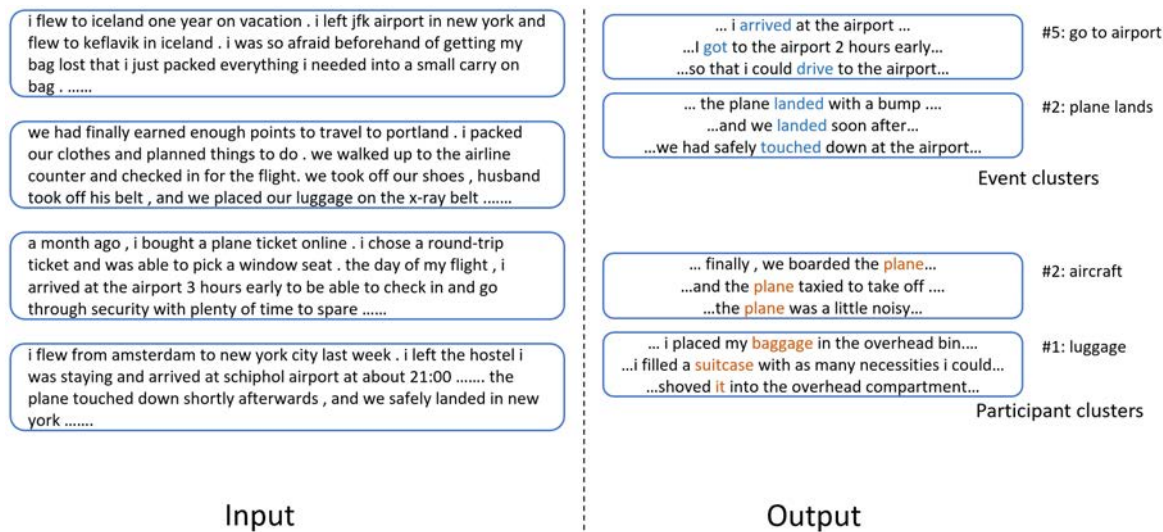 i flew to iceland one year on vacation . i left jfk airport in new york and
flew to keflavik in iceland . i was so afraid beforehand of getting my
bag lost that i just packed everything i needed into a small carry on
bag . ......
we had finally earned enough points to travel to portland . i packed
our clothes and planned things to do . we walked up to the airline
counter and checked in for the flight. we took off our shoes , husband
took off his belt , and we placed our luggage on the x-ray belt .......
a month ago , i bought a plane ticket online . i chose a round-trip
ticket and was able to pick a window seat . the day of my flight , i
arrived at the airport 3 hours early to be able to check in and go
through security with plenty of time to spare ......
i flew from amsterdam to new york city last week . i left the hostel i
was staying and arrived at schiphol airport at about 21:00 ....... the
plane touched down shortly afterwards , and we safely landed in new
york .......
Input
... i arrived at the airport ...
...I got to the airport 2 hours early...
...so that i could drive to the airport...
#5: go to airport
... the plane landed with a bump ....
...and we landed soon after...
...we had safely touched down at the airport...
#2: plane lands
Event clusters
... finally , we boarded the plane...
...and the plane taxied to take off ....
...the plane was a little noisy...
#2: aircraft
... i placed my baggage in the overhead bin....
...i filled a suitcase with as many necessities i could...
...shoved it into the overhead compartment...
#1: luggage
Participant clusters
Output